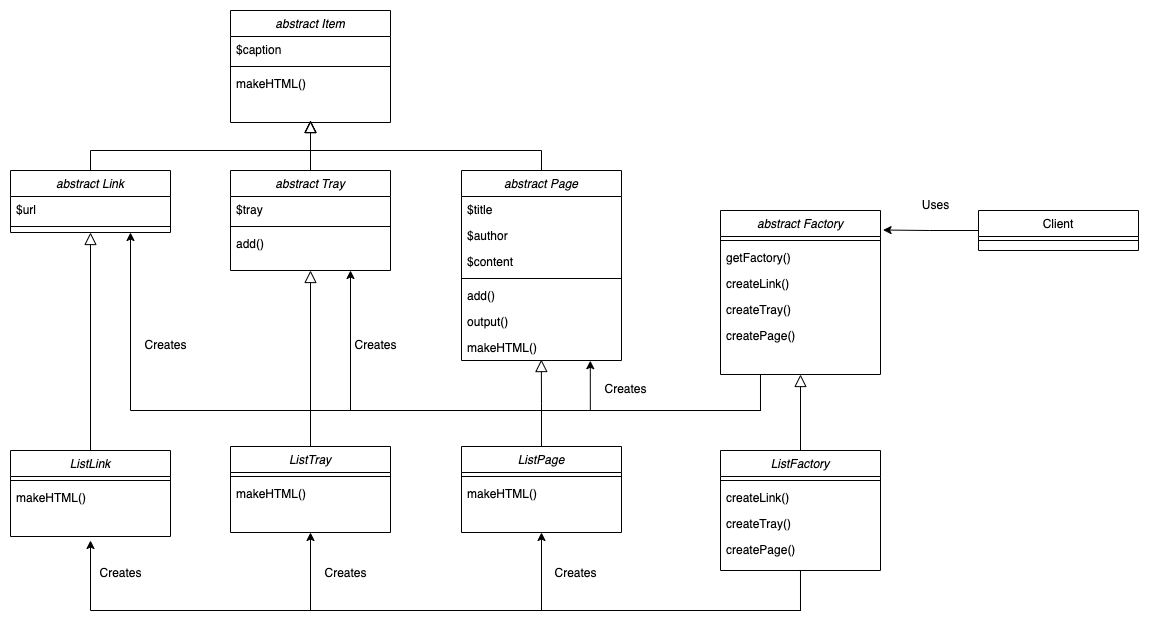 abstract Item
$caption
makeHTML()
abstract Link
$url
abstract Tray
$tray
add()
abstract Page
$title
$author
$content
add()
output()
makeHTML()
abstract Factory
getFactory()
createLink()
createTray()
createPage()
Uses
Client
Creates
Creates
Creates
ListLink
makeHTML()
ListTray
makeHTML()
ListPage
makeHTML()
ListFactory
createLink()
createTray()
createPage()
Creates
Creates
Creates